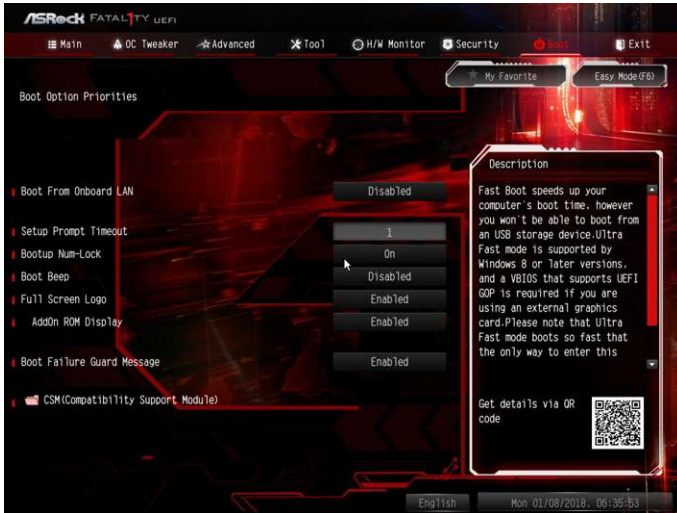 ASRock FATAL1TY UEFI
Main OC Tweaker Advanced Tool H/W Monitor Security Boot Exit
My Favorite Easy Mode(F6)
Boot Option Priorities
Description
Boot From Onboard LAN Disabled
Setup Prompt Timeout 1
Bootup Num-Lock On
Boot Beep Disabled
Full Screen Logo Enabled
AddOn ROM Display Enabled
Boot Failure Guard Message Enabled
CSM(Compatibility Support Module)
Fast Boot speeds up your
computer's boot time. however
you won't be able to boot from
an USB storage device.Ultra
Fast mode is supported by
Windows 8 or later versions.
and a VBIOS that supports UEFI
GOP is required if you are
using an external graphics
card.Please note that Ultra
Fast mode boots so fast that
the only way to enter this
Get details via QR
code
English Mon 01/08/2018. 06:35:53